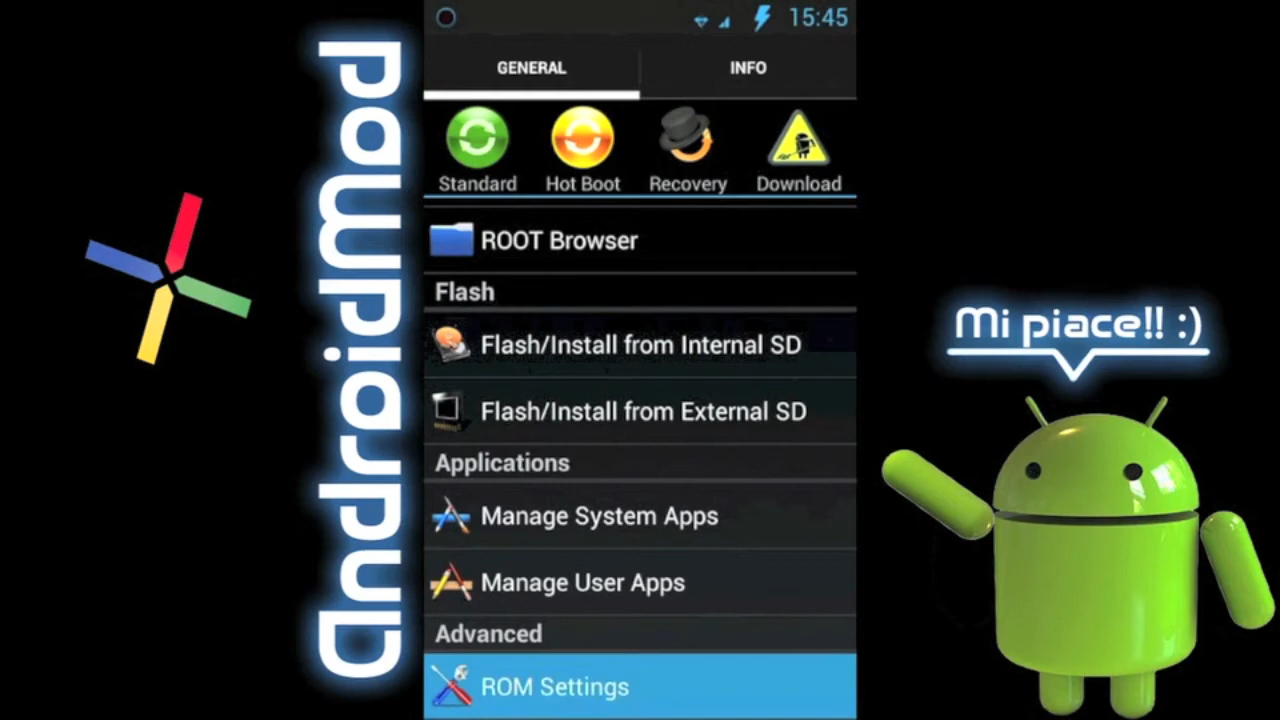 AndroidMod
15:45
GENERAL INFO
Standard Hot Boot Recovery Download
ROOT Browser
Flash
Flash/Install from Internal SD
Flash/Install from External SD
Applications
Manage System Apps
Manage User Apps
Advanced
ROM Settings
Mi piace!! :)